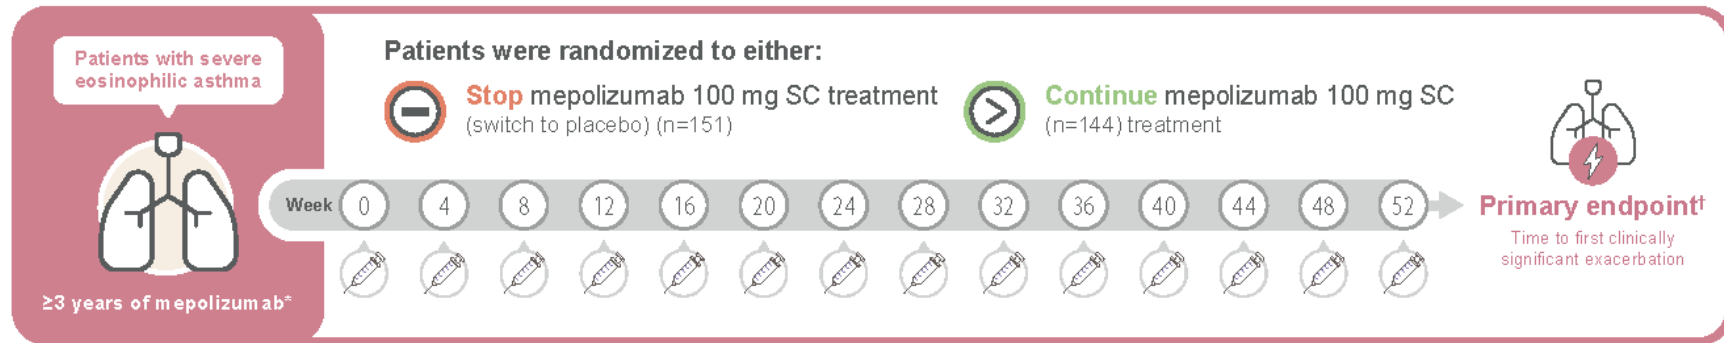 Patients with severe
eosinophilic asthma
≥3 years of mepolizumab*
Patients were randomized to either:
Stop mepolizumab 100 mg SC treatment
(switch to placebo) (n=151)
Continue mepolizumab 100 mg SC
(n=144) treatment
Week 0 4 8 12 16 20 24 28 32 36 40 44 48 52
Primary endpoint†
Time to first clinically
significant exacerbation